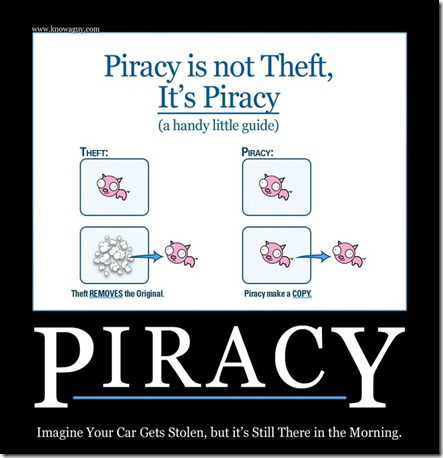 www.knowaguy.com
Piracy is not Theft,
It's Piracy
(a handy little guide)
THEFT:
PIRACY:
Theft REMOVES the Original.
Piracy make a COPY.
PIRACY
Imagine Your Car Gets Stolen, but it's Still There in the Morning.